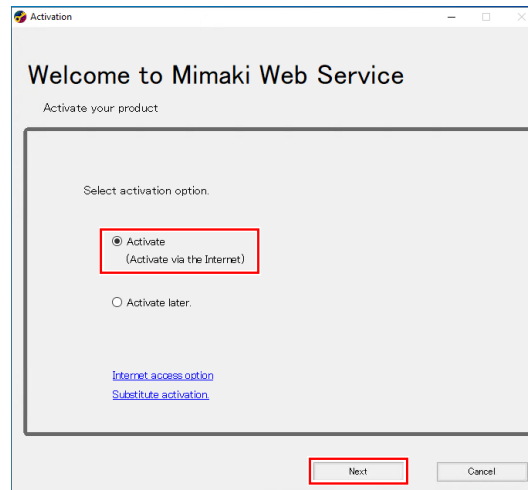 Activation
Welcome to Mimaki Web Service
Activate your product
Select activation option.
Activate
(Activate via the Internet)
Activate later.
Internet access option
Substitute activation.
Next Cancel